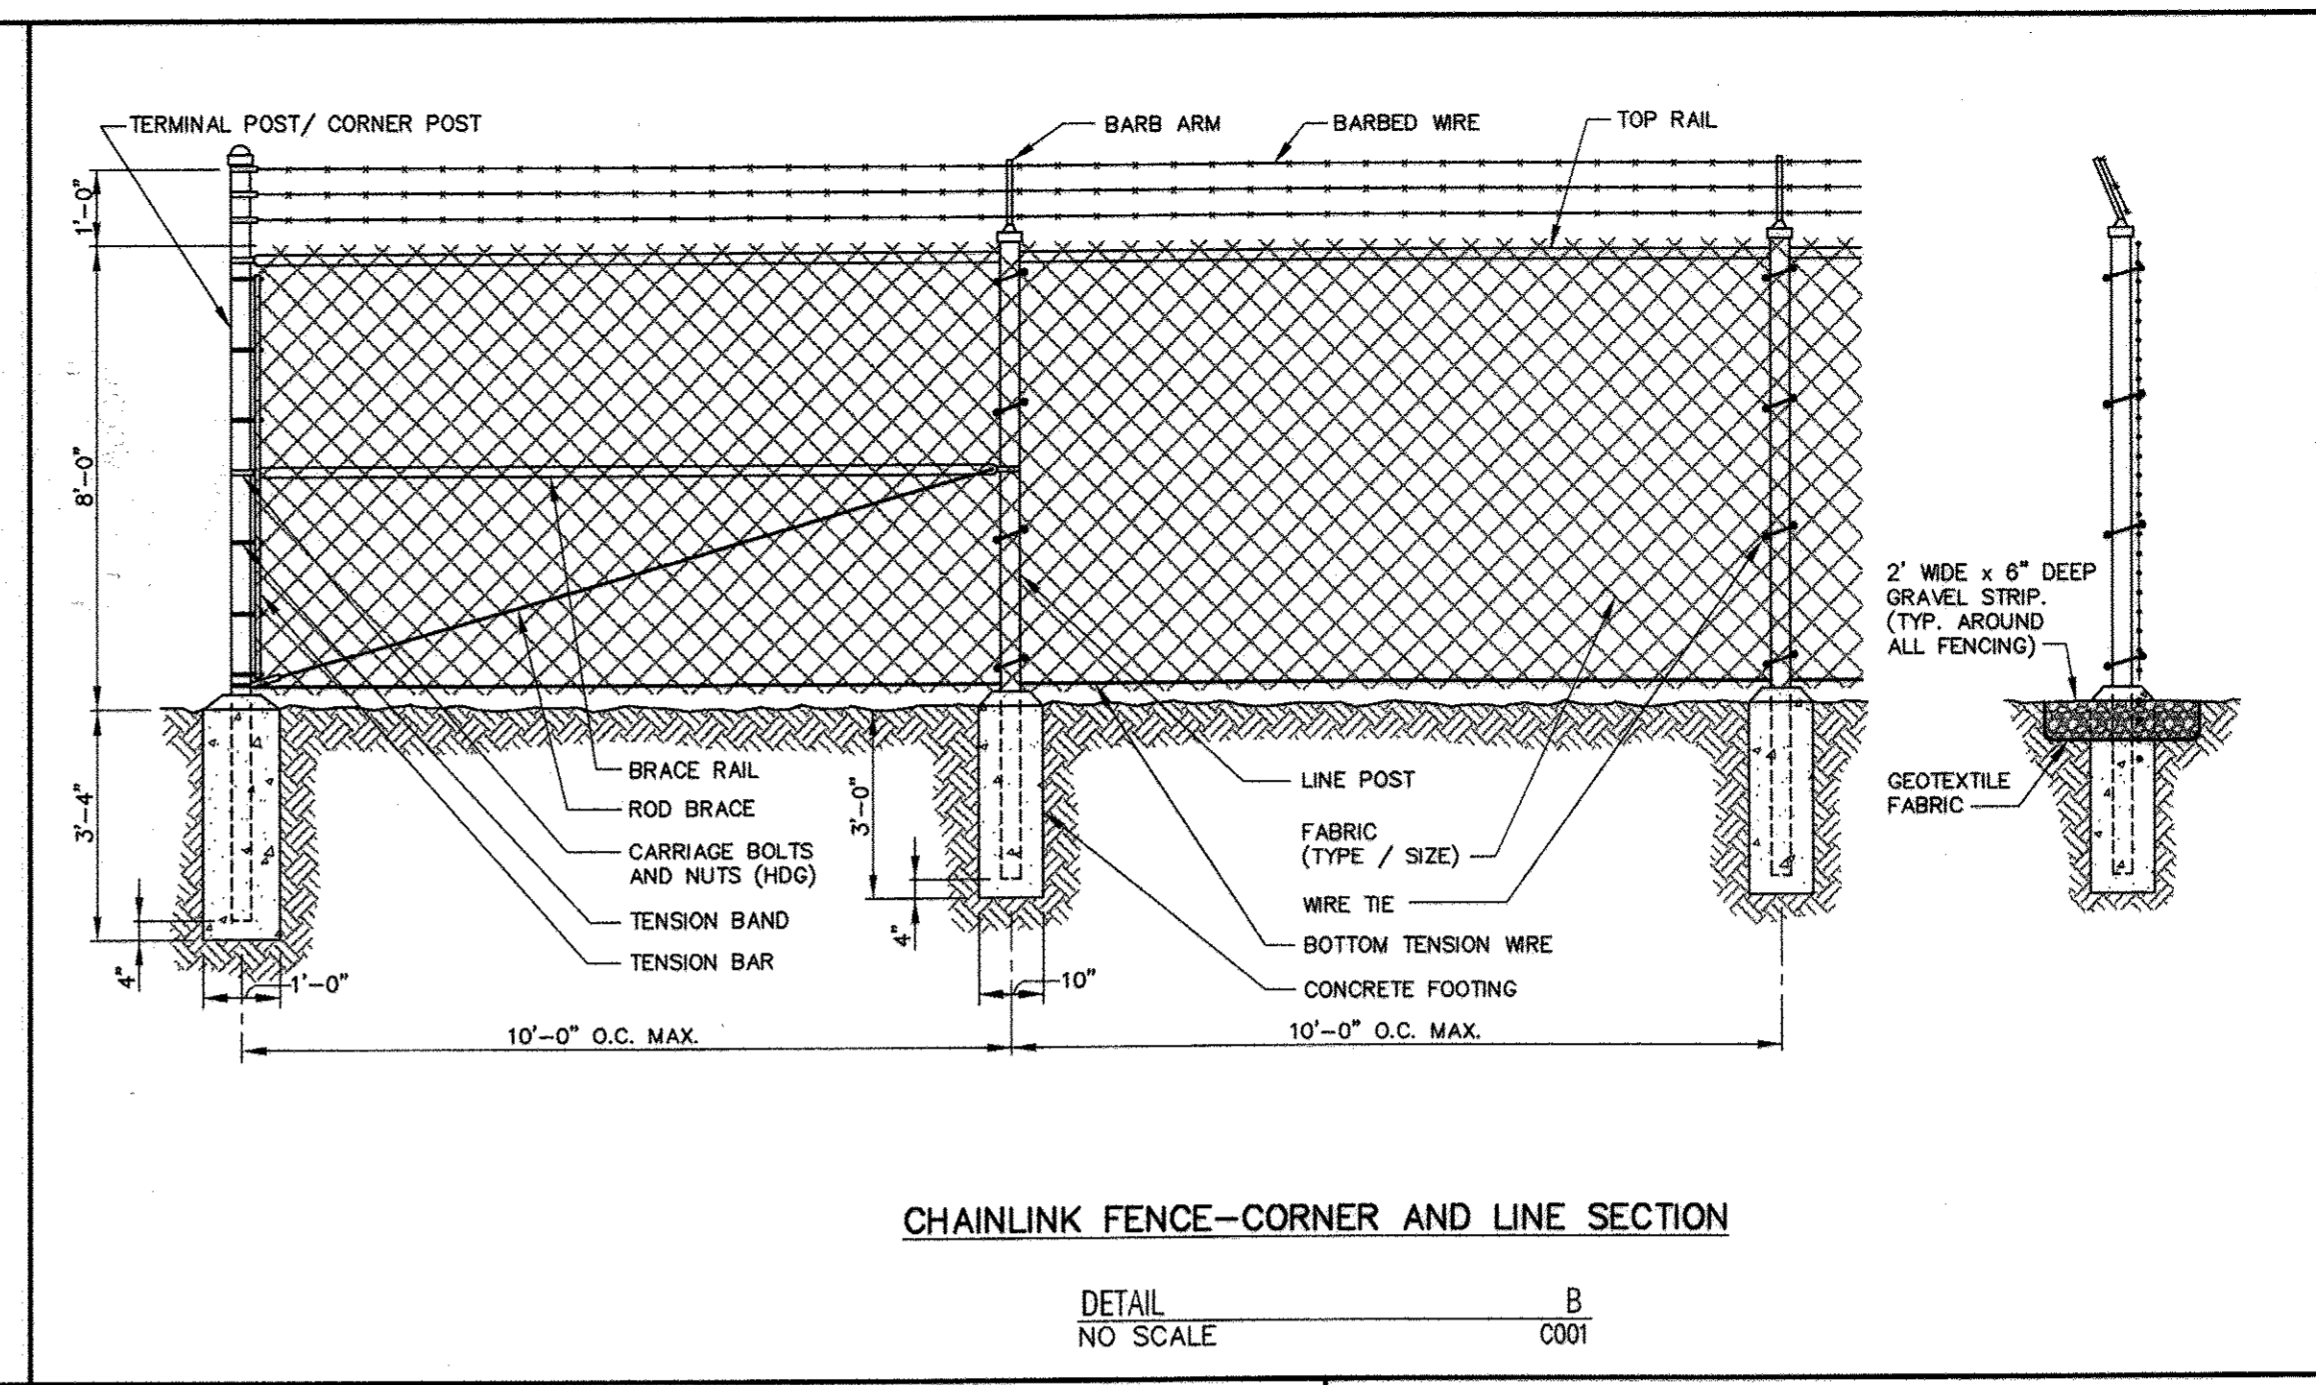 TERMINAL POST/ CORNER POST
BARB ARM
BARBED WIRE
TOP RAIL
1'-0"
8'-0"
3'-4"
4"
1'-0"
3'-0"
4"
10"
2' WIDE x 6" DEEP
GRAVEL STRIP.
(TYP. AROUND
ALL FENCING)
GEOTEXTILE
FABRIC
BRACE RAIL
ROD BRACE
CARRIAGE BOLTS
AND NUTS (HDG)
TENSION BAND
TENSION BAR
LINE POST
FABRIC
(TYPE / SIZE)
WIRE TIE
BOTTOM TENSION WIRE
CONCRETE FOOTING
10'-0" O.C. MAX.
10'-0" O.C. MAX.
CHAINLINK FENCE-CORNER AND LINE SECTION
DETAIL B
NO SCALE C001